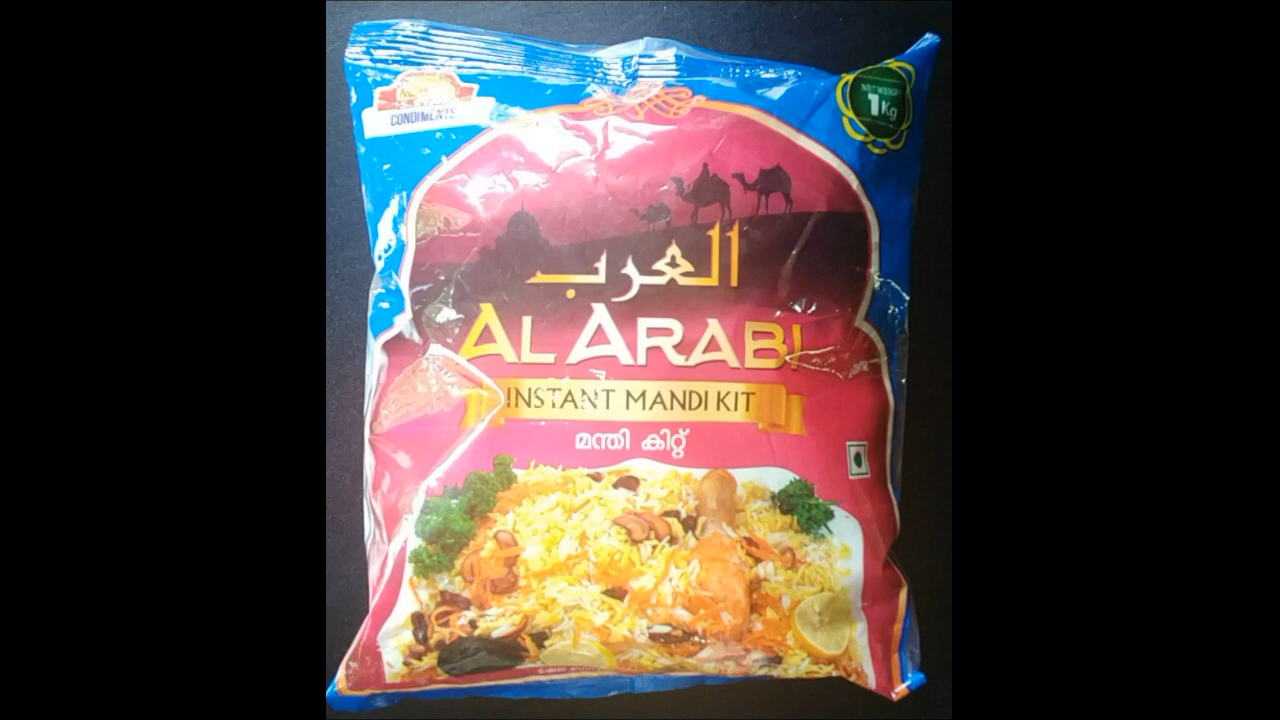 CONDIMENTS
NET WEIGHT
1Kg
العرب
AL ARABI
INSTANT MANDI KIT
മന്തി കിറ്റ്